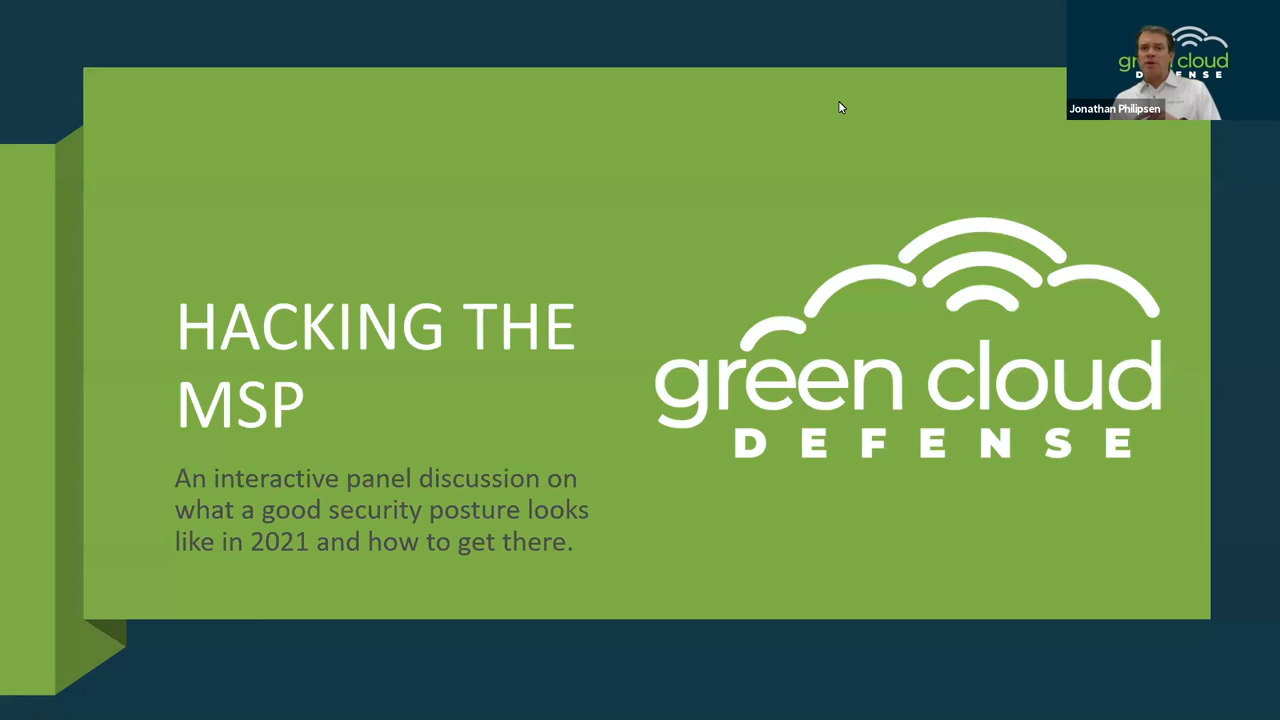 green cloud
DEFENSE
Jonathan Philipsen
HACKING THE
MSP
An interactive panel discussion on
what a good security posture looks
like in 2021 and how to get there.
green cloud
DEFENSE